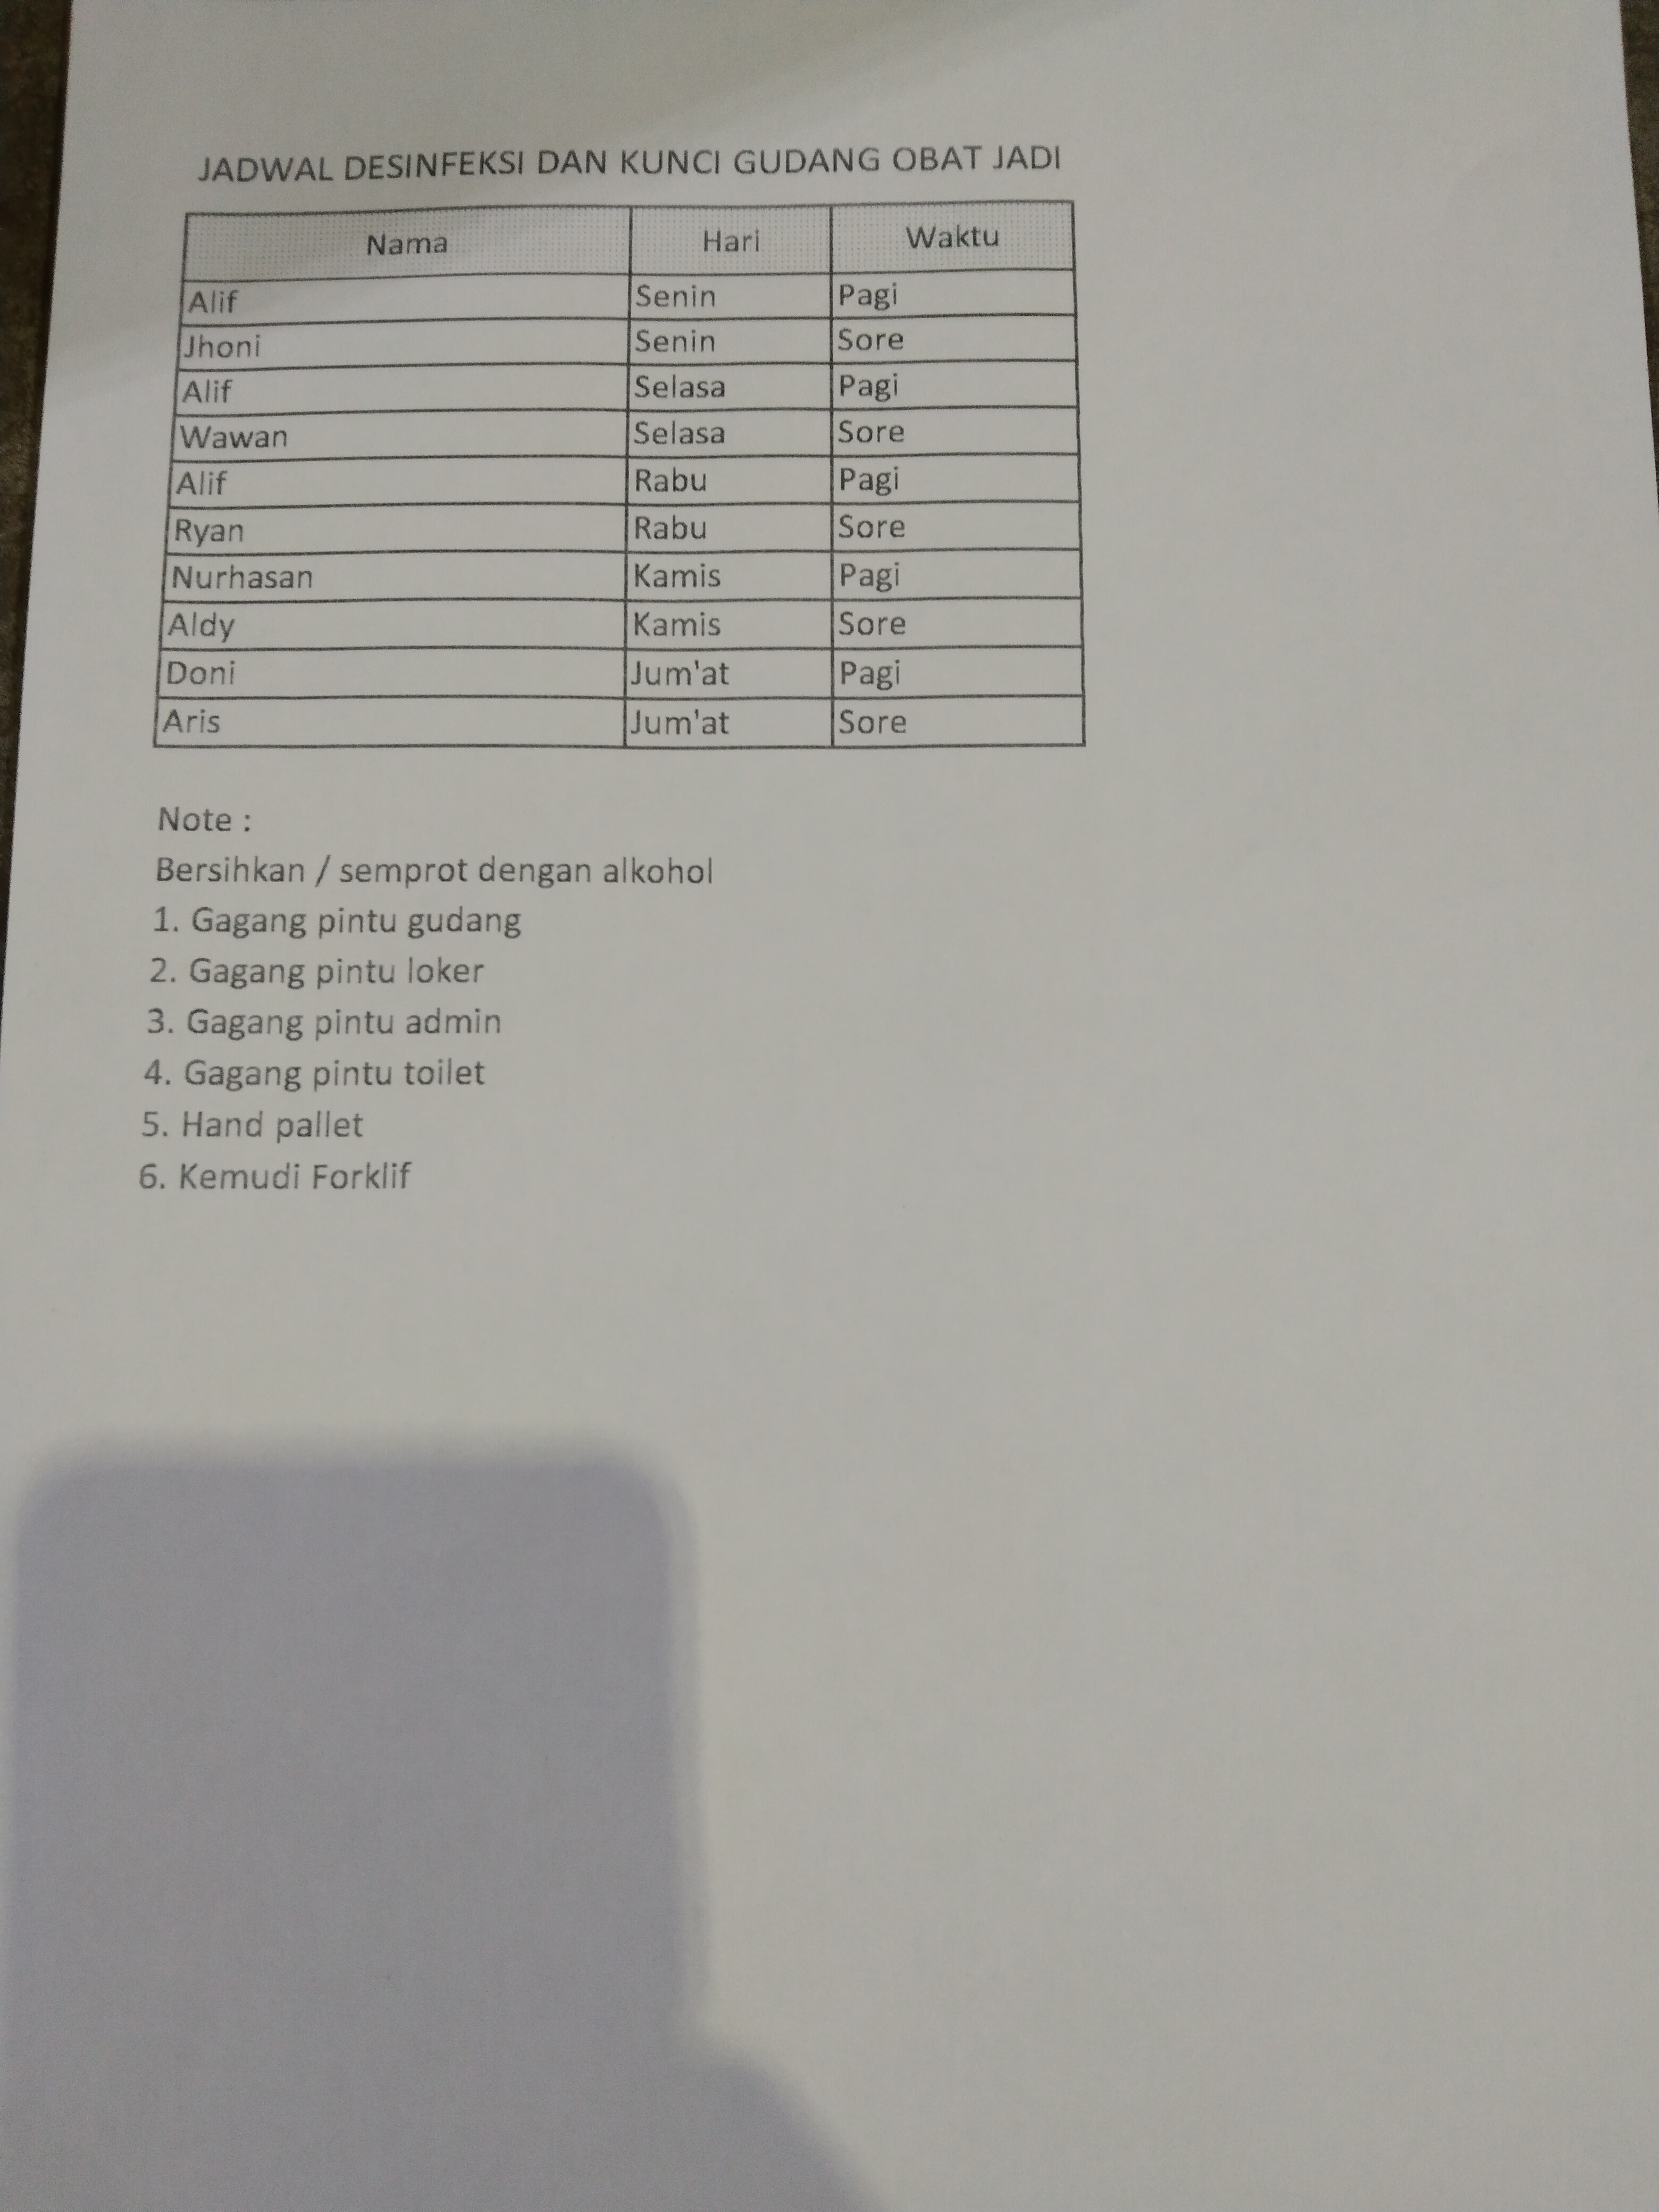 JADWAL DESINFEKSI DAN KUNCI GUDANG OBAT JADI
Nama Hari Waktu
Alif Senin Pagi
Jhoni Senin Sore
Alif Selasa Pagi
Wawan Selasa Sore
Alif Rabu Pagi
Ryan Rabu Sore
Nurhasan Kamis Pagi
Aldy Kamis Sore
Doni Jum'at Pagi
Aris Jum'at Sore
Note :
Bersihkan / semprot dengan alkohol
1. Gagang pintu gudang
2. Gagang pintu loker
3. Gagang pintu admin
4. Gagang pintu toilet
5. Hand pallet
6. Kemudi Forklif